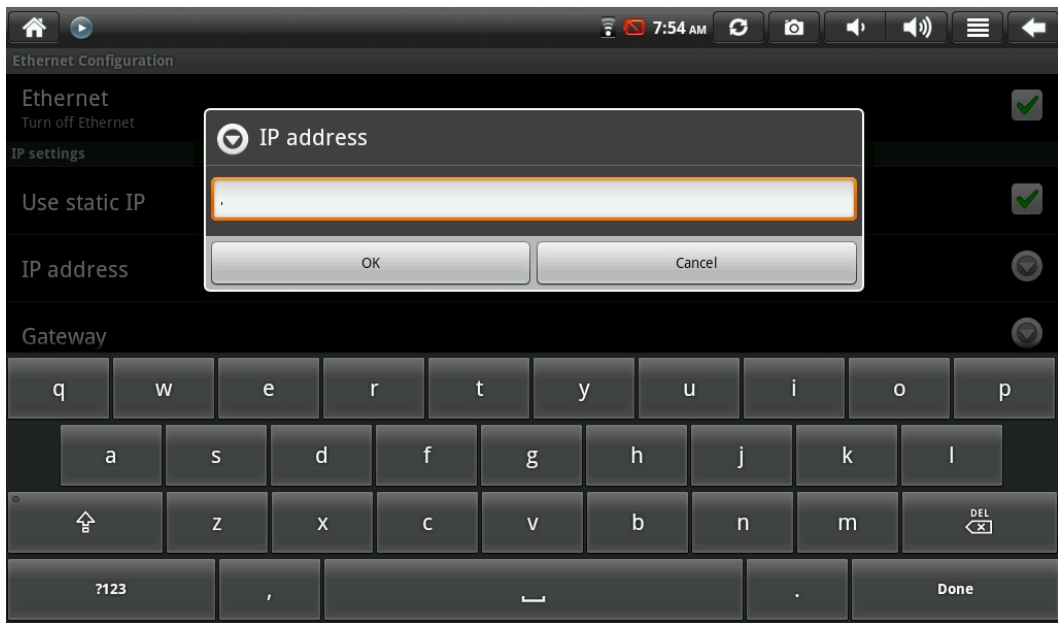 7:54 AM
Ethernet Configuration
Ethernet
Turn off Ethernet
IP settings
IP address
.
OK Cancel
Use static IP
IP address
Gateway
q w e r t y u i o p
a s d f g h j k l
z x c v b n m DEL
?123 , . Done